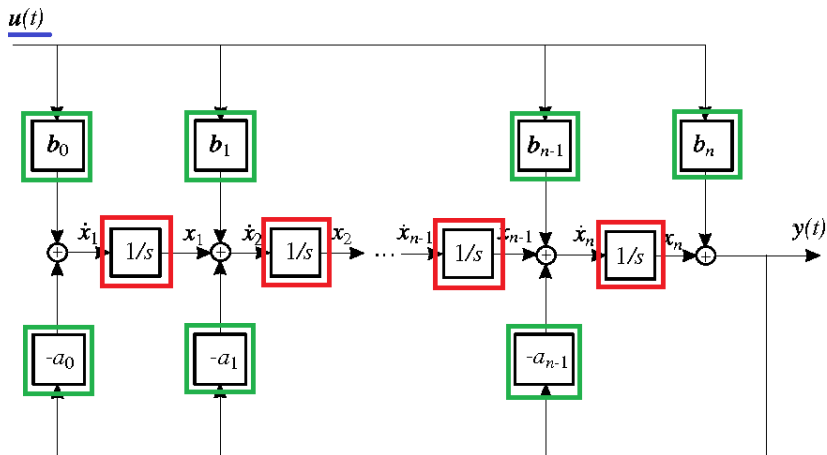 u(t)
b0 b1 bn-1 bn
ẋ1 1/s x1 + ẋ2 1/s x2 ... ẋn-1 1/s xn-1 + ẋn 1/s xn + y(t)
+
-a0 -a1 -an-1